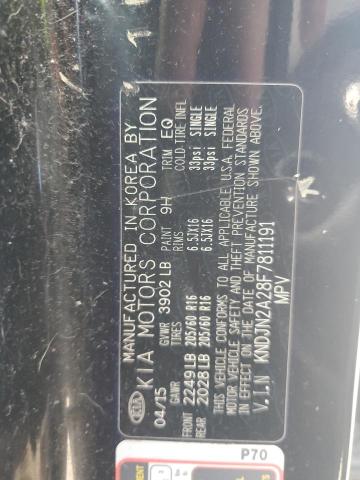 MANUFACTURED IN KOREA BY
KIA KIA MOTORS CORPORATION
04/15 GVWR 3902 LB PAINT 9H TRIM EQ
GAWR TIRES RIMS COLD TIRE INFL
FRONT 2249 LB 205/60 R16 6.5JX16 33psi SINGLE
REAR 2028 LB 205/60 R16 6.5JX16 33psi SINGLE
THIS VEHICLE CONFORMS TO ALL APPLICABLE U.S.A. FEDERAL
MOTOR VEHICLE SAFETY AND THEFT PREVENTION STANDARDS
IN EFFECT ON THE DATE OF MANUFACTURE SHOWN ABOVE.
V.I.N KNDJN2A28F7811191
MPV
P70